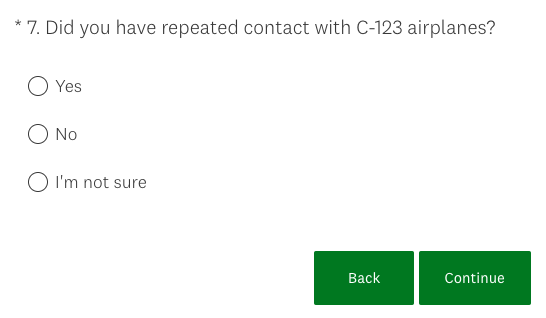 * 7. Did you have repeated contact with C-123 airplanes?
Yes
No
I'm not sure
Back Continue